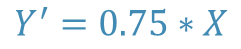 Y′ = 0.75 ∗ X